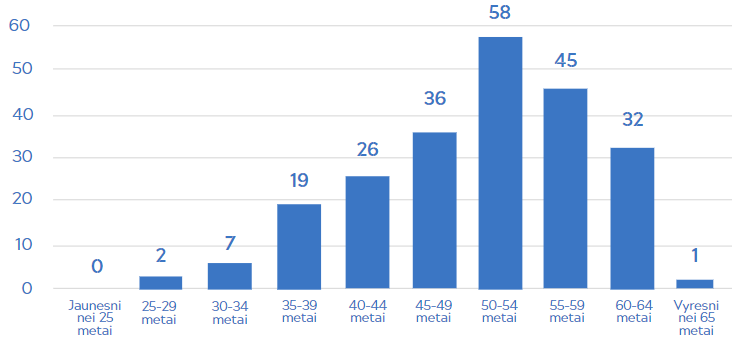 60
50
40
30
20
10
0
0
2
7
19
26
36
58
45
32
1
Jaunesni
nei 25
metai
25-29
metai
30-34
metai
35-39
metai
40-44
metai
45-49
metai
50-54
metai
55-59
metai
60-64
metai
Vyresni
nei 65
metai